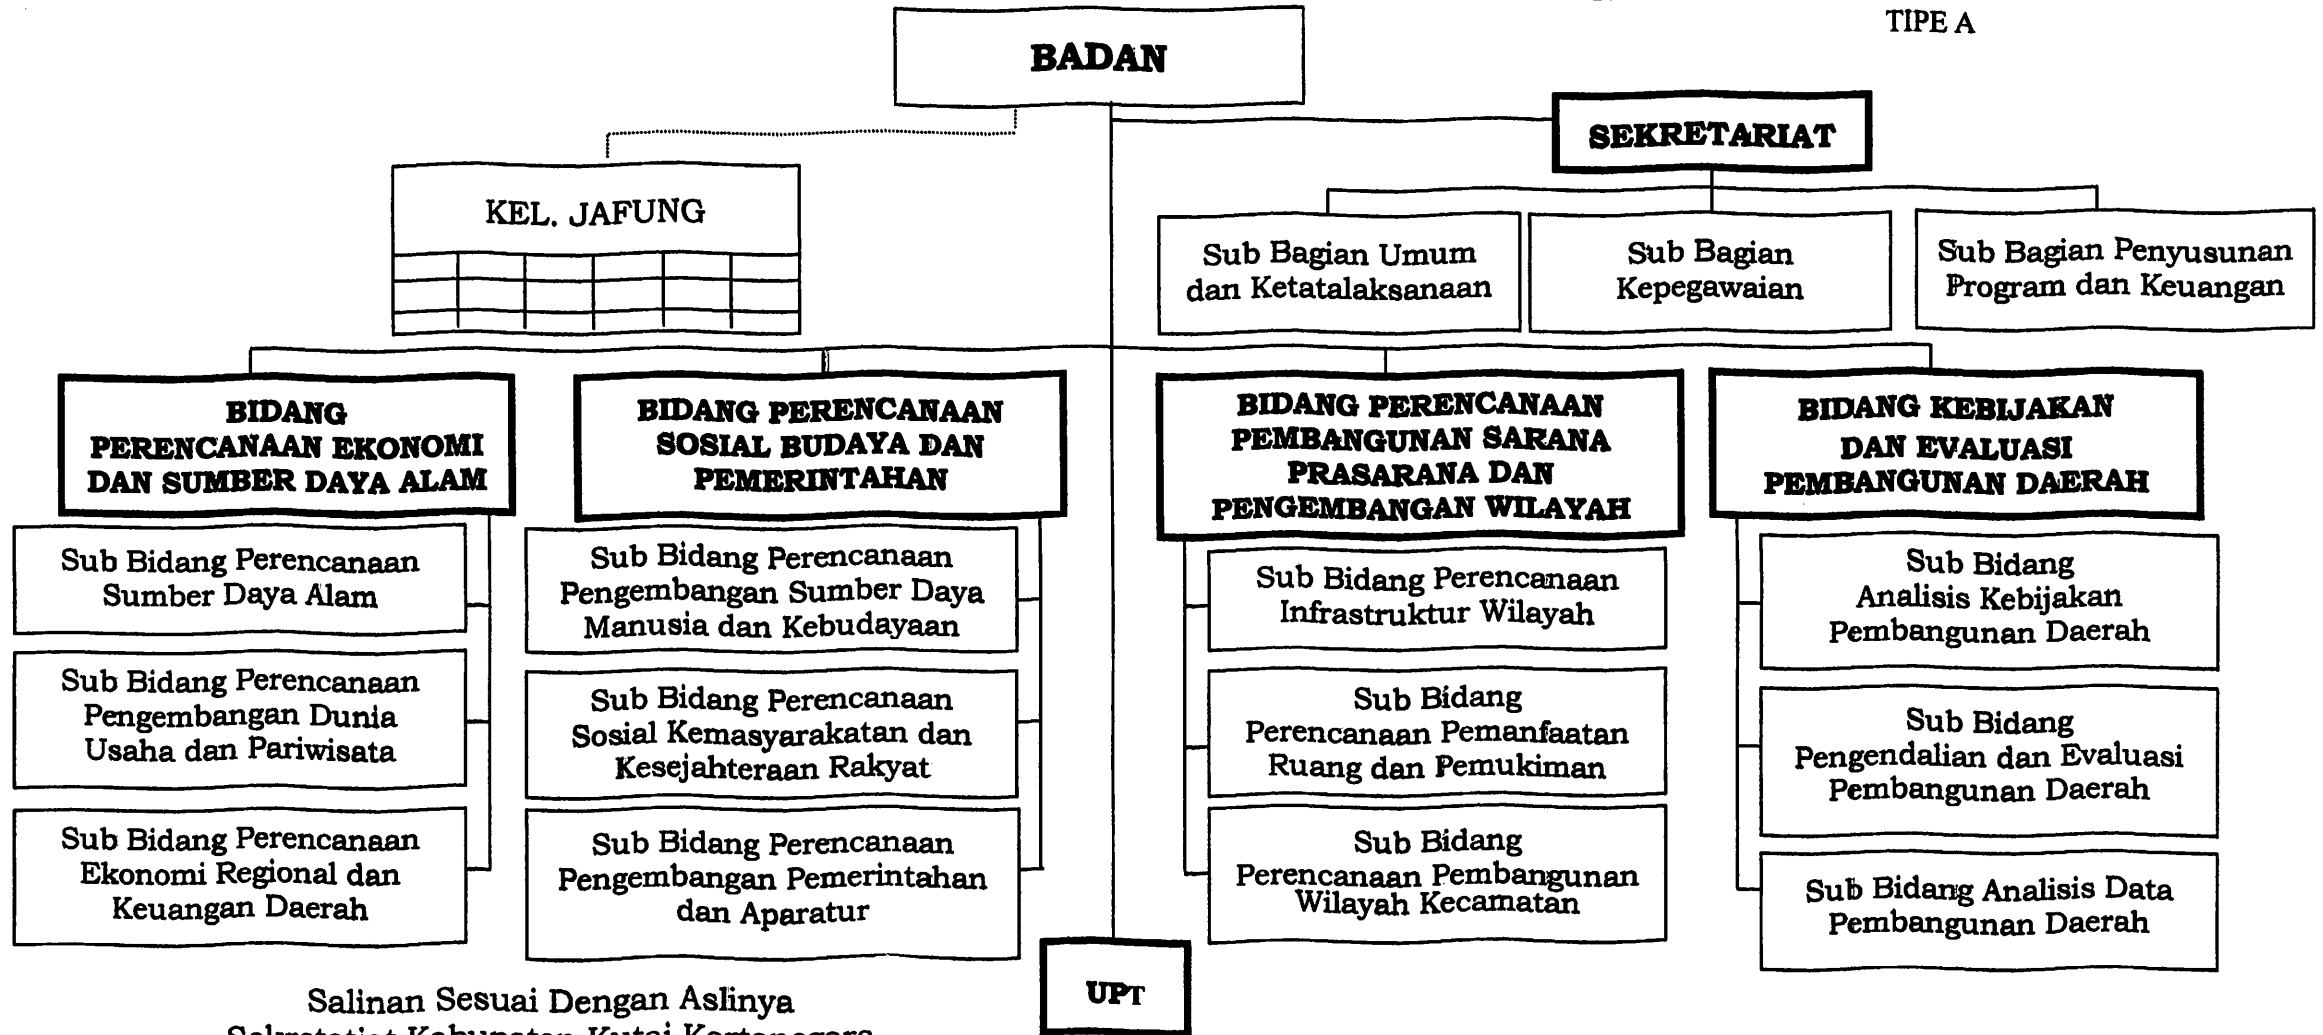 TIPE A
BADAN
SEKRETARIAT
KEL. JAFUNG
Sub Bagian Umum
dan Ketatalaksanaan
Sub Bagian
Kepegawaian
Sub Bagian Penyusunan
Program dan Keuangan
BIDANG
PERENCANAAN EKONOMI
DAN SUMBER DAYA ALAM
BIDANG PERENCANAAN
SOSIAL BUDAYA DAN
PEMERINTAHAN
BIDANG PERENCANAAN
PEMBANGUNAN SARANA
PRASARANA DAN
PENGEMBANGAN WILAYAH
BIDANG KEBIJAKAN
DAN EVALUASI
PEMBANGUNAN DAERAH
Sub Bidang Perencanaan
Sumber Daya Alam
Sub Bidang Perencanaan
Pengembangan Dunia
Usaha dan Pariwisata
Sub Bidang Perencanaan
Ekonomi Regional dan
Keuangan Daerah
Sub Bidang Perencanaan
Pengembangan Sumber Daya
Manusia dan Kebudayaan
Sub Bidang Perencanaan
Sosial Kemasyarakatan dan
Kesejahteraan Rakyat
Sub Bidang Perencanaan
Pengembangan Pemerintahan
dan Aparatur
Sub Bidang Perencanaan
Infrastruktur Wilayah
Sub Bidang
Perencanaan Pemanfaatan
Ruang dan Pemukiman
Sub Bidang
Perencanaan Pembangunan
Wilayah Kecamatan
Sub Bidang
Analisis Kebijakan
Pembangunan Daerah
Sub Bidang
Pengendalian dan Evaluasi
Pembangunan Daerah
Sub Bidang Analisis Data
Pembangunan Daerah
UPT
Salinan Sesuai Dengan Aslinya
Kabupaten Kutai Kartanegara